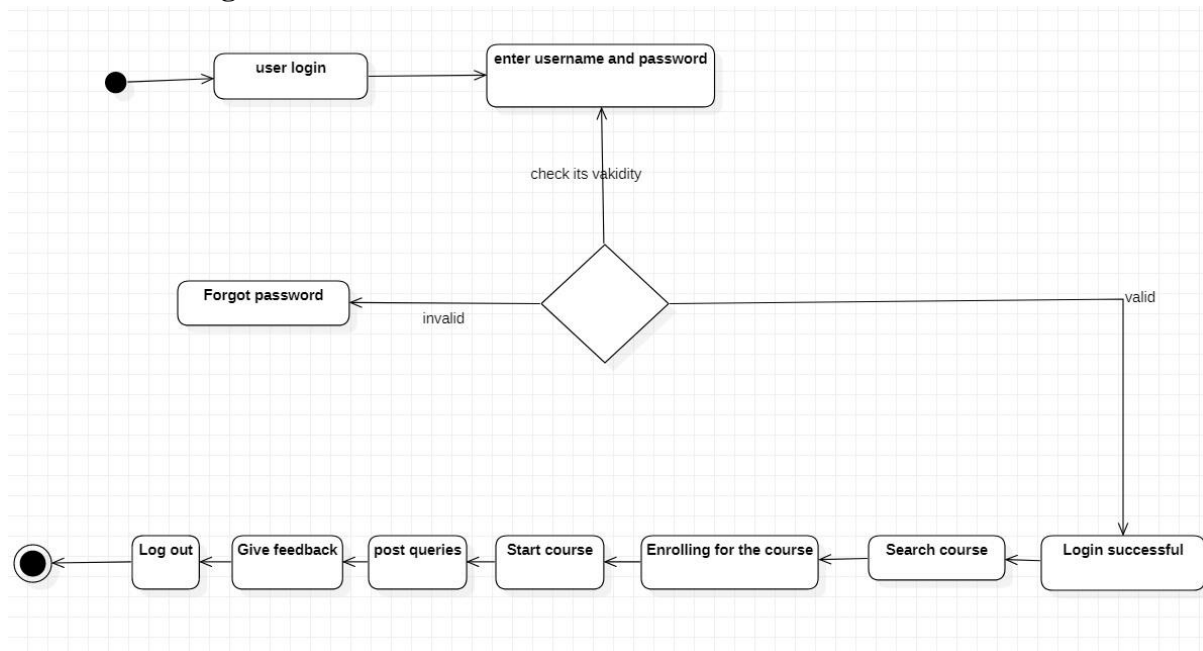 user login
enter username and password
check its vakidity
Forgot password
invalid
valid
Log out
Give feedback
post queries
Start course
Enrolling for the course
Search course
Login successful